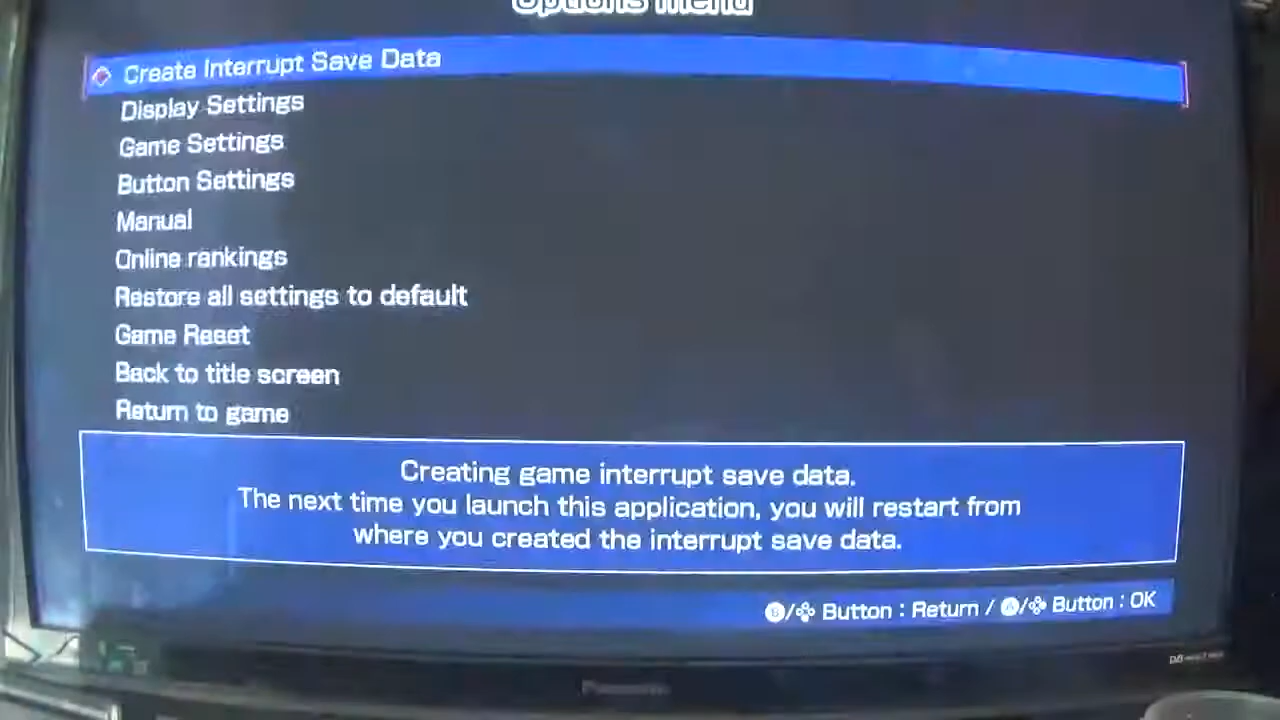 Options menu
Create Interrupt Save Data
Display Settings
Game Settings
Button Settings
Manual
Online rankings
Restore all settings to default
Game Reset
Back to title screen
Return to game
Creating game interrupt save data.
The next time you launch this application, you will restart from
where you created the interrupt save data.
B/ Button : Return / A/ Button : OK
Panasonic